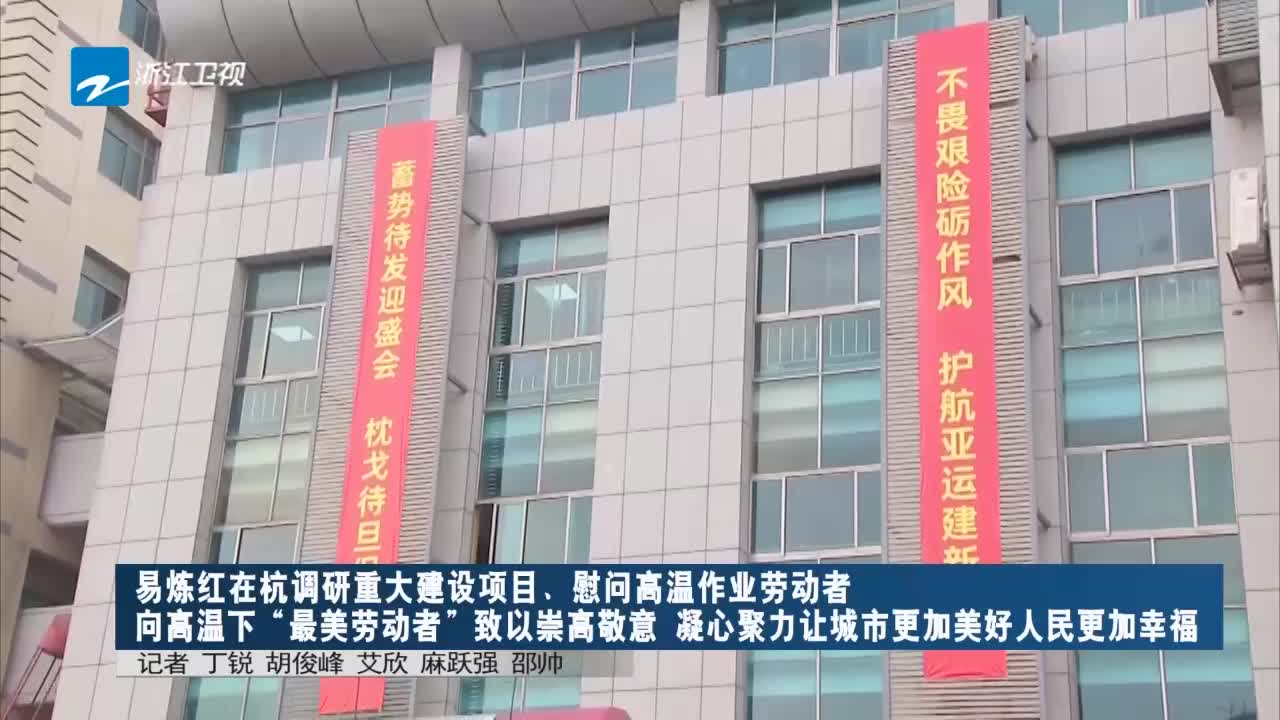 浙江卫视
蓄势待发迎盛会 枕戈待旦
不畏艰险砺作风 护航亚运建新
易炼红在杭调研重大建设项目、慰问高温作业劳动者
向高温下“最美劳动者”致以崇高敬意 凝心聚力让城市更加美好人民更加幸福
记者 丁锐 胡俊峰 艾欣 麻跃强 邵帅